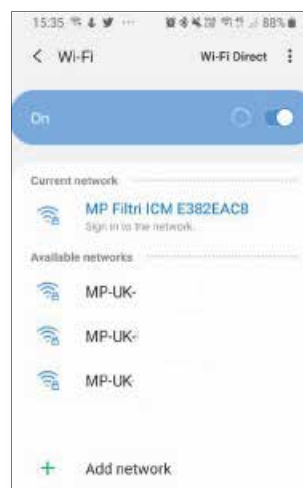 15:35 ··· 88%
Wi-Fi Wi-Fi Direct
On
Current network
MP Filtri ICM E382EAC8
Sign in to the network.
Available networks
MP-UK-
MP-UK-
MP-UK
Add network